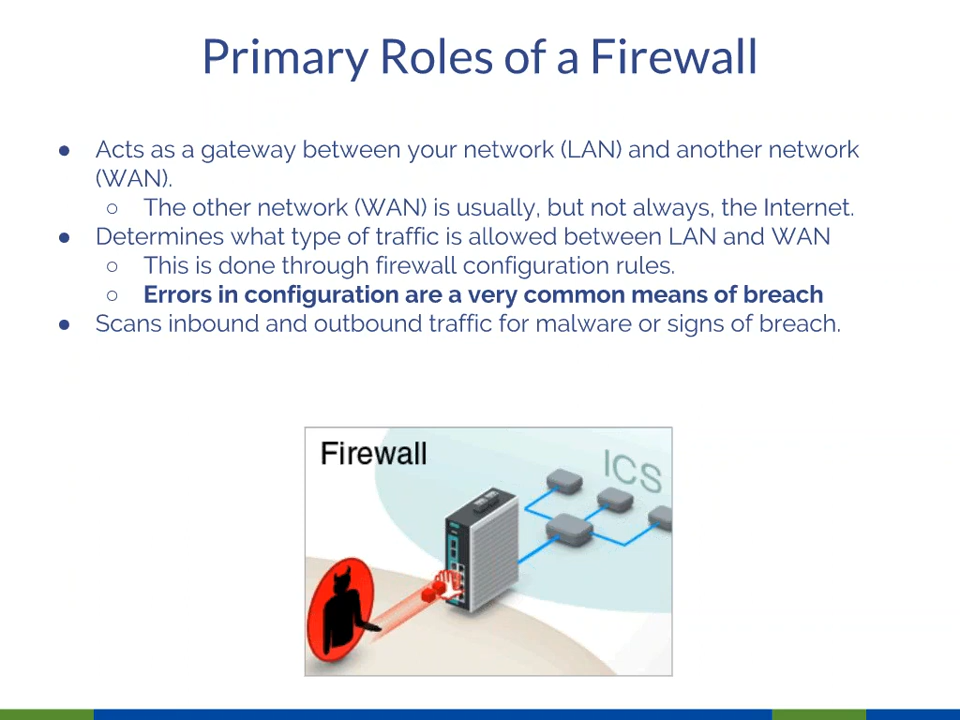 Primary Roles of a Firewall
● Acts as a gateway between your network (LAN) and another network
(WAN).
○ The other network (WAN) is usually, but not always, the Internet.
● Determines what type of traffic is allowed between LAN and WAN
○ This is done through firewall configuration rules.
○ Errors in configuration are a very common means of breach
● Scans inbound and outbound traffic for malware or signs of breach.
Firewall
ICS